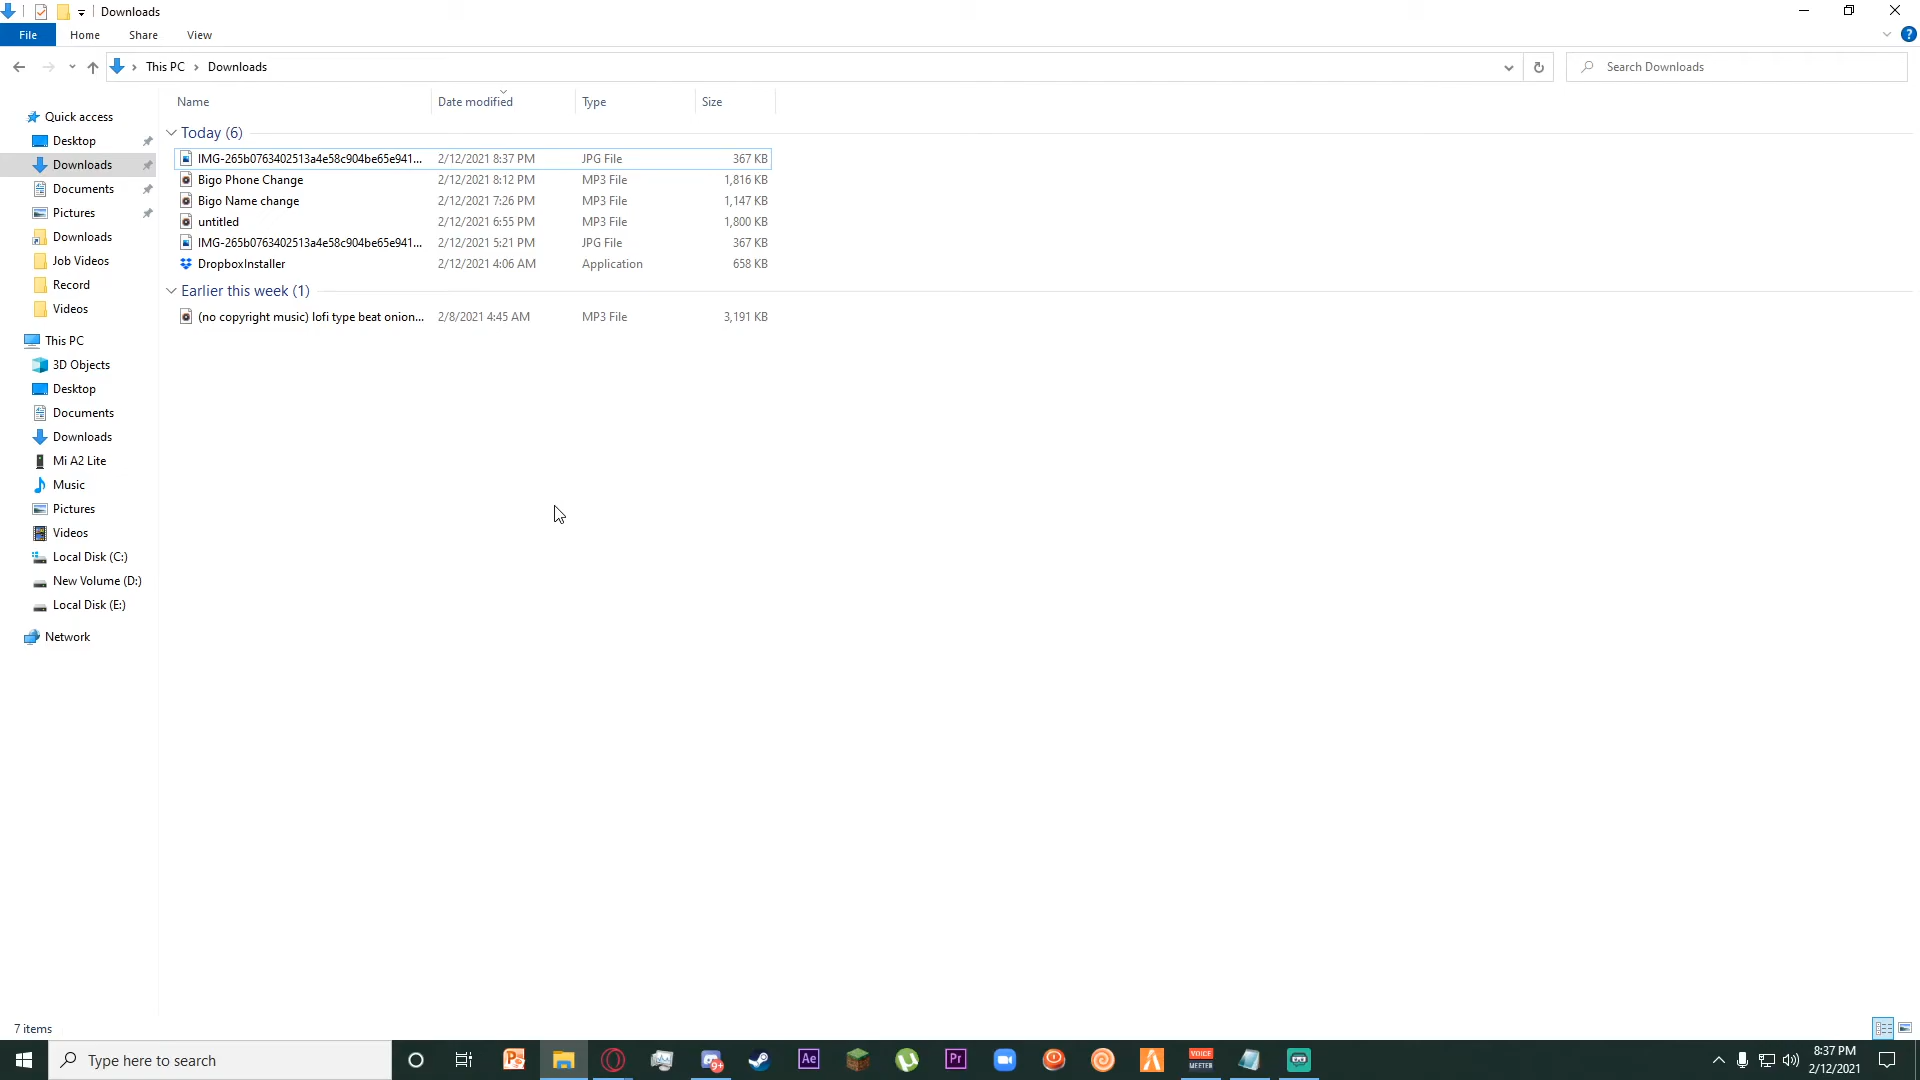 Downloads
File Home Share View
This PC Downloads
Search Downloads
Name Date modified Type Size
Today (6)
IMG-265b0763402513a4e58c904be65e941... 2/12/2021 8:37 PM JPG File 367 KB
Bigo Phone Change 2/12/2021 8:12 PM MP3 File 1,816 KB
Bigo Name change 2/12/2021 7:26 PM MP3 File 1,147 KB
untitled 2/12/2021 6:55 PM MP3 File 1,800 KB
IMG-265b0763402513a4e58c904be65e941... 2/12/2021 5:21 PM JPG File 367 KB
DropboxInstaller 2/12/2021 4:06 AM Application 658 KB
Earlier this week (1)
(no copyright music) lofi type beat onion... 2/8/2021 4:45 AM MP3 File 3,191 KB
Quick access
Desktop
Downloads
Documents
Pictures
Downloads
Job Videos
Record
Videos
This PC
3D Objects
Desktop
Documents
Downloads
Mi A2 Lite
Music
Pictures
Videos
Local Disk (C:)
New Volume (D:)
Local Disk (E:)
Network
7 items
Type here to search
9+
Ae
Pr
VOICE
MEETER
8:37 PM
2/12/2021